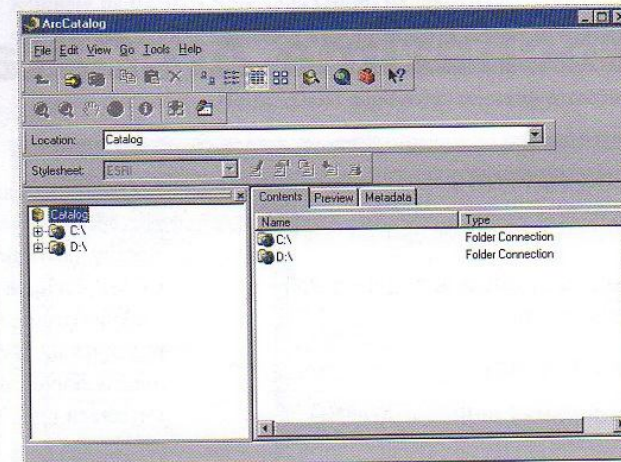 ArcCatalog
File Edit View Go Tools Help
Location: Catalog
Stylesheet: ESRI
Catalog
C:\
D:\
Contents Preview Metadata
Name Type
C:\ Folder Connection
D:\ Folder Connection